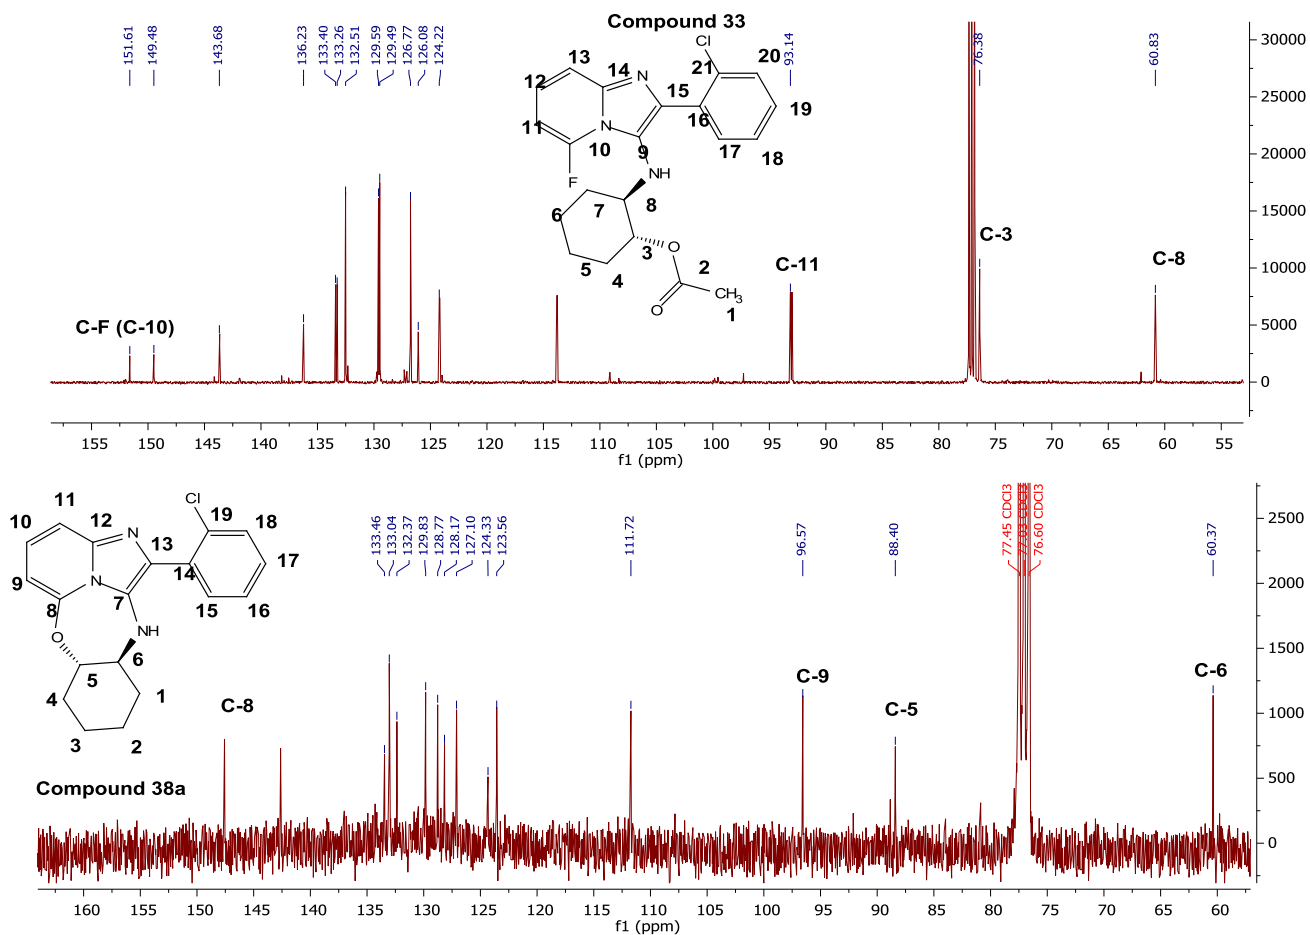 Compound 33
151.61
149.48
143.68
136.23
133.40
133.26
132.51
129.59
129.49
126.77
126.08
124.22
93.14
76.38
60.83
Cl
20
13
21
14
N
12
15
19
16
11
N
10
9
17
18
NH
F
7
8
6
3
O
5
4
2
O
CH3
1
C-F (C-10)
C-11
C-3
C-8
30000
25000
20000
15000
10000
5000
0
155 150 145 140 135 130 125 120 115 110 105 100 95 90 85 80 75 70 65 60 55
f1 (ppm)
Cl
11
19
18
10
12
N
13
17
14
9
N
7
15
16
8
O
NH
6
5
4
1
3
2
Compound 38a
133.46
133.04
132.37
129.83
128.77
128.17
127.10
124.33
123.56
111.72
96.57
88.40
77.45 CDCl3
77.03 CDCl3
76.60 CDCl3
60.37
C-8
C-9
C-5
C-6
2500
2000
1500
1000
500
0
160 155 150 145 140 135 130 125 120 115 110 105 100 95 90 85 80 75 70 65 60
f1 (ppm)